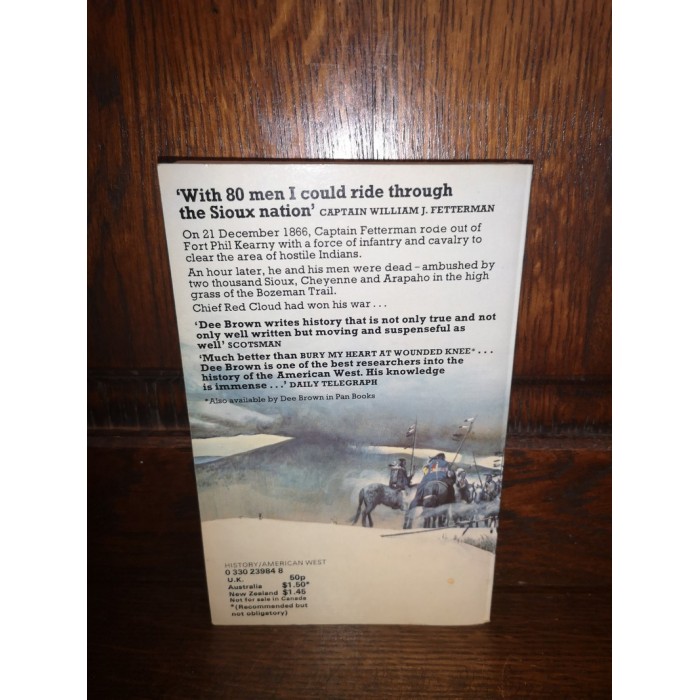 ‘With 80 men I could ride through
the Sioux nation’ CAPTAIN WILLIAM J. FETTERMAN
On 21 December 1866, Captain Fetterman rode out of
Fort Phil Kearny with a force of infantry and cavalry to
clear the area of hostile Indians.
An hour later, he and his men were dead – ambushed by
two thousand Sioux, Cheyenne and Arapaho in the high
grass of the Bozeman Trail.
Chief Red Cloud had won his war . . .
‘Dee Brown writes history that is not only true and not
only well written but moving and suspenseful as
well’ SCOTSMAN
‘Much better than BURY MY HEART AT WOUNDED KNEE* . . .
Dee Brown is one of the best researchers into the
history of the American West. His knowledge
is immense . . .’ DAILY TELEGRAPH
*Also available by Dee Brown in Pan Books
HISTORY/AMERICAN WEST
0 330 23984 8
U.K. 50p
Australia $1.50*
New Zealand $1.45
Not for sale in Canada
*(Recommended but
not obligatory)